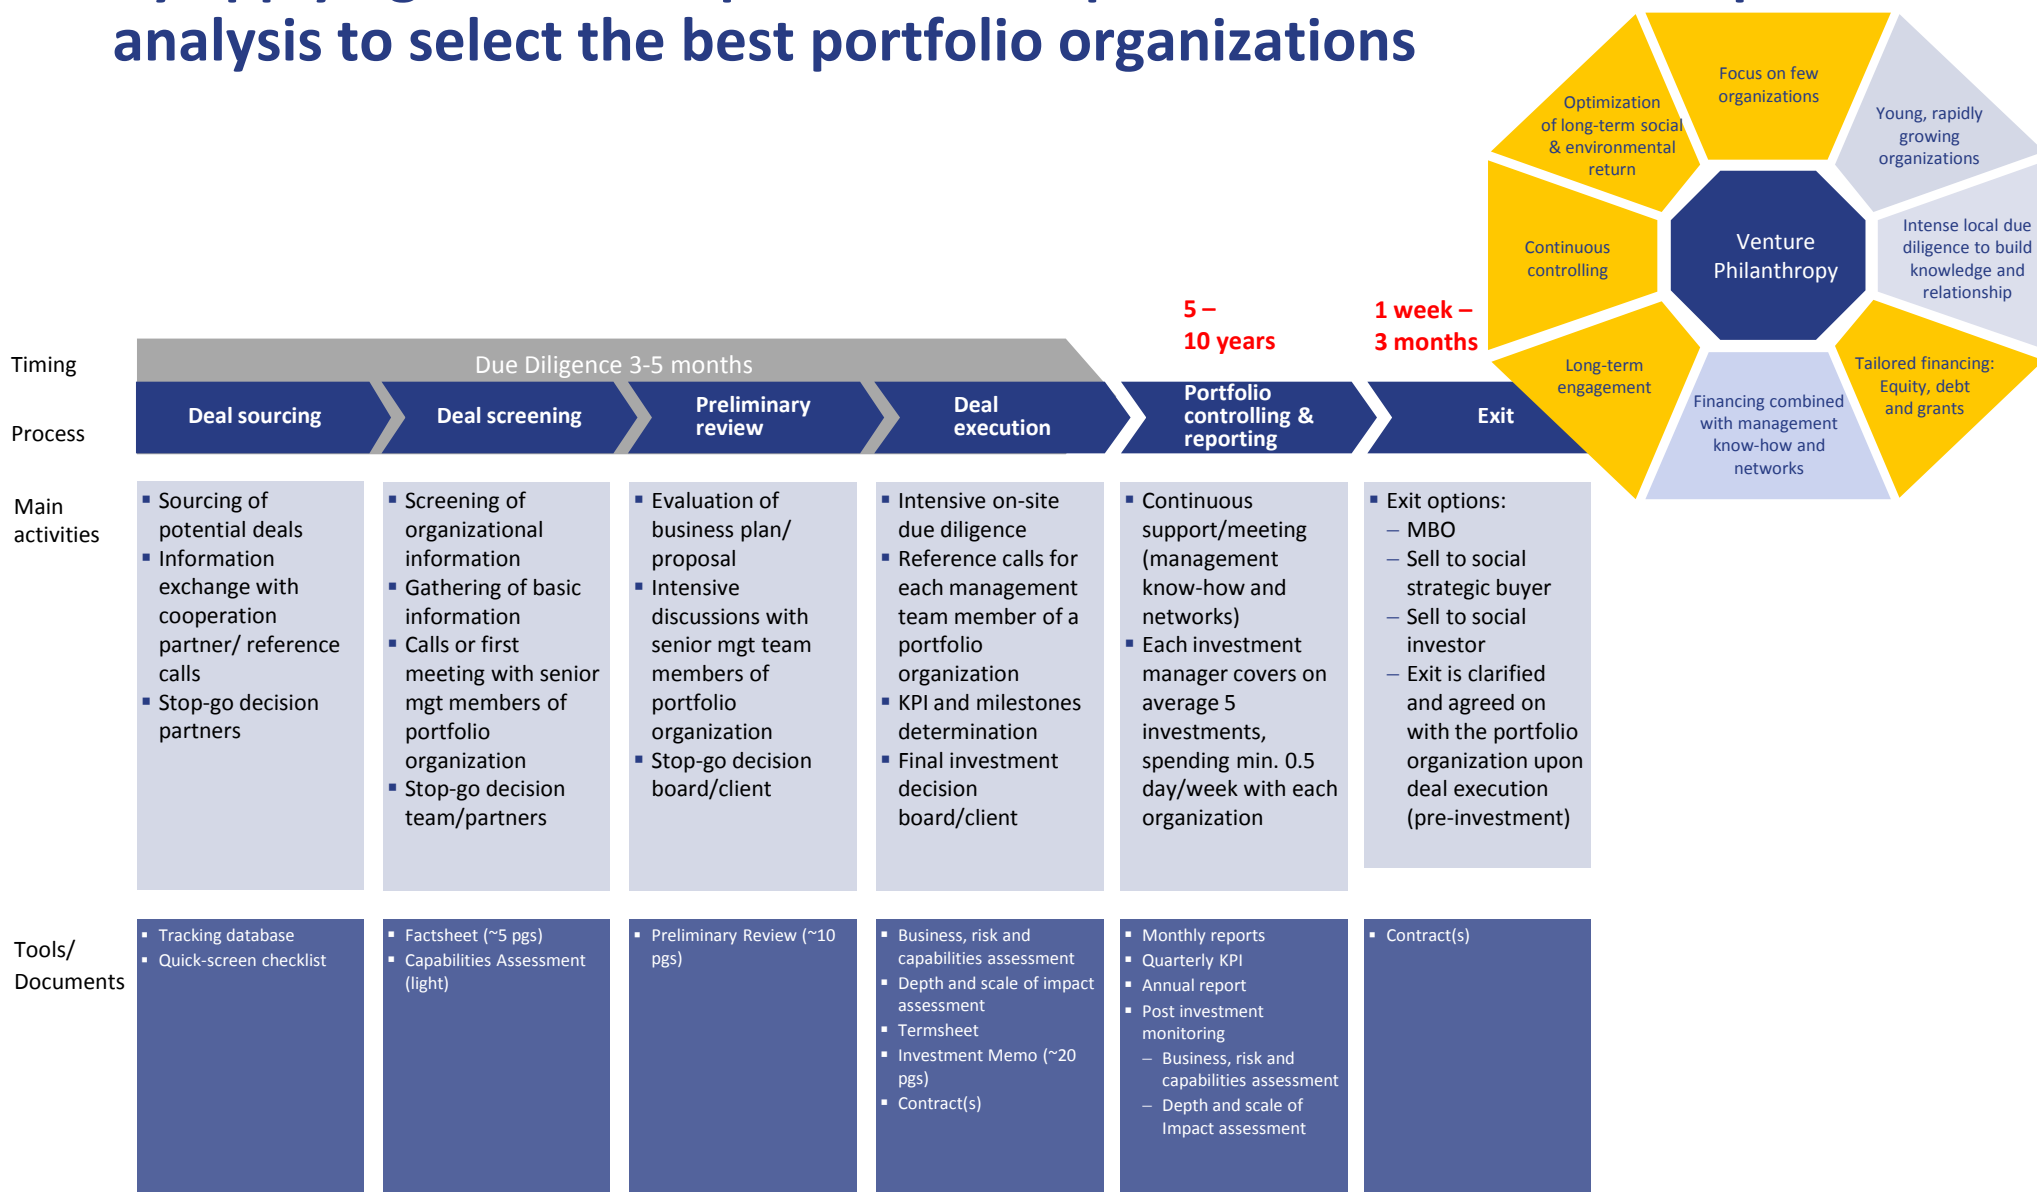 analysis to select the best portfolio organizations
Focus on few
organizations
Optimization
of long-term social
& environmental
return
Young, rapidly
growing
organizations
Continuous
controlling
Venture
Philanthropy
Intense local due
diligence to build
knowledge and
relationship
Long-term
engagement
Financing combined
with management
know-how and
networks
Tailored financing:
Equity, debt
and grants
5 –
10 years
1 week –
3 months
Timing
Due Diligence 3-5 months
Process
Deal sourcing
Deal screening
Preliminary
review
Deal
execution
Portfolio
controlling &
reporting
Exit
Main
activities
▪ Sourcing of
potential deals
▪ Information
exchange with
cooperation
partner/ reference
calls
▪ Stop-go decision
partners
▪ Screening of
organizational
information
▪ Gathering of basic
information
▪ Calls or first
meeting with senior
mgt members of
portfolio
organization
▪ Stop-go decision
team/partners
▪ Evaluation of
business plan/
proposal
▪ Intensive
discussions with
senior mgt team
members of
portfolio
organization
▪ Stop-go decision
board/client
▪ Intensive on-site
due diligence
▪ Reference calls for
each management
team member of a
portfolio
organization
▪ KPI and milestones
determination
▪ Final investment
decision
board/client
▪ Continuous
support/meeting
(management
know-how and
networks)
▪ Each investment
manager covers on
average 5
investments,
spending min. 0.5
day/week with each
organization
▪ Exit options:
– MBO
– Sell to social
strategic buyer
– Sell to social
investor
– Exit is clarified
and agreed on
with the portfolio
organization upon
deal execution
(pre-investment)
Tools/
Documents
▪ Tracking database
▪ Quick-screen checklist
▪ Factsheet (~5 pgs)
▪ Capabilities Assessment
(light)
▪ Preliminary Review (~10
pgs)
▪ Business, risk and
capabilities assessment
▪ Depth and scale of impact
assessment
▪ Termsheet
▪ Investment Memo (~20
pgs)
▪ Contract(s)
▪ Monthly reports
▪ Quarterly KPI
▪ Annual report
▪ Post investment
monitoring
– Business, risk and
capabilities assessment
– Depth and scale of
Impact assessment
▪ Contract(s)